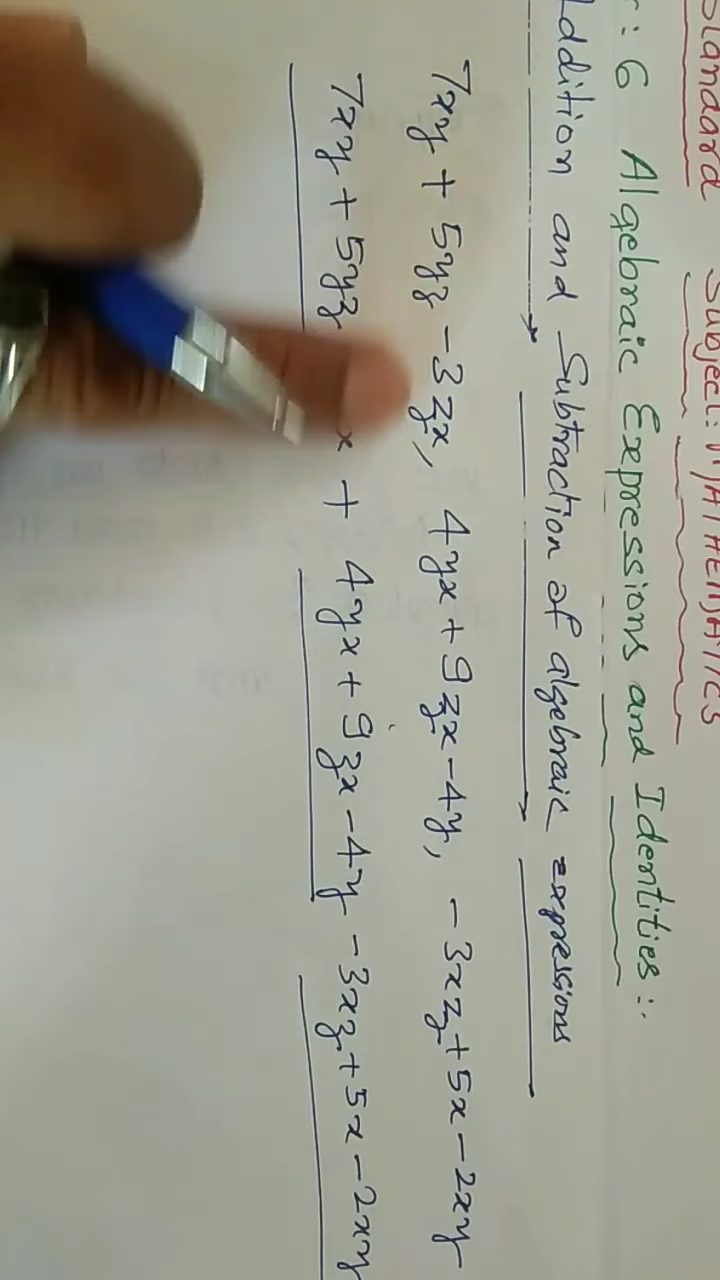 Standard Subject: MATHEMATICS
r: 6 Algebraic Expressions and Identities:.
Addition and Subtraction of algebraic expressions
7xy + 5yz - 3zx, 4yx + 9zx - 4y, - 3xz + 5x - 2xy
7xy + 5yz x + 4yx + 9zx - 4y - 3xz + 5x - 2xy